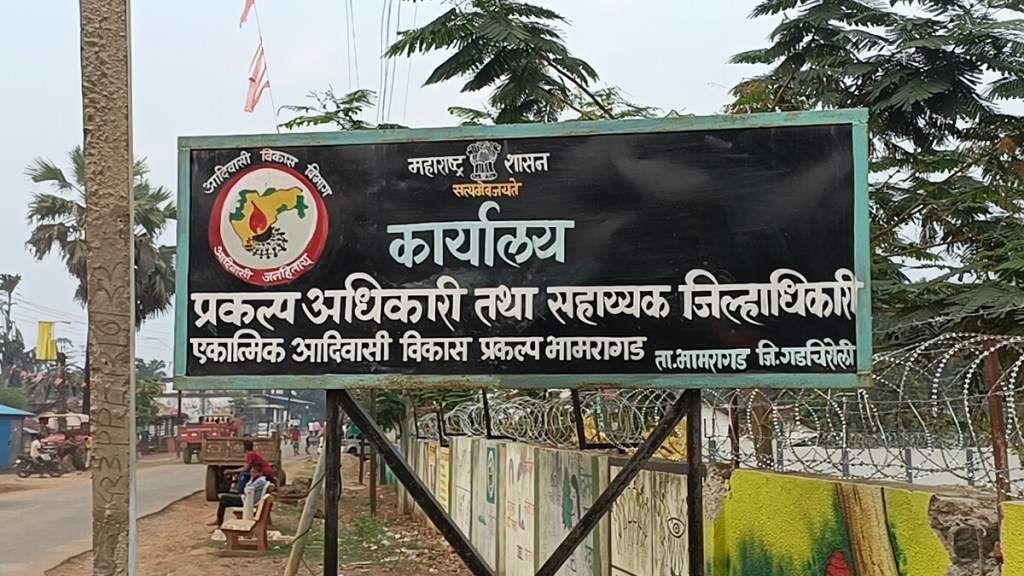 आदिवासी विकास विभाग
आदिवासी जनहिताय
महाराष्ट्र शासन
सत्यमेवजयते
कार्यालय
प्रकल्प अधिकारी तथा सहाय्यक जिल्हाधिकारी
एकात्मिक आदिवासी विकास प्रकल्प भामरागड ता.भामरागड जि.गडचिरोली